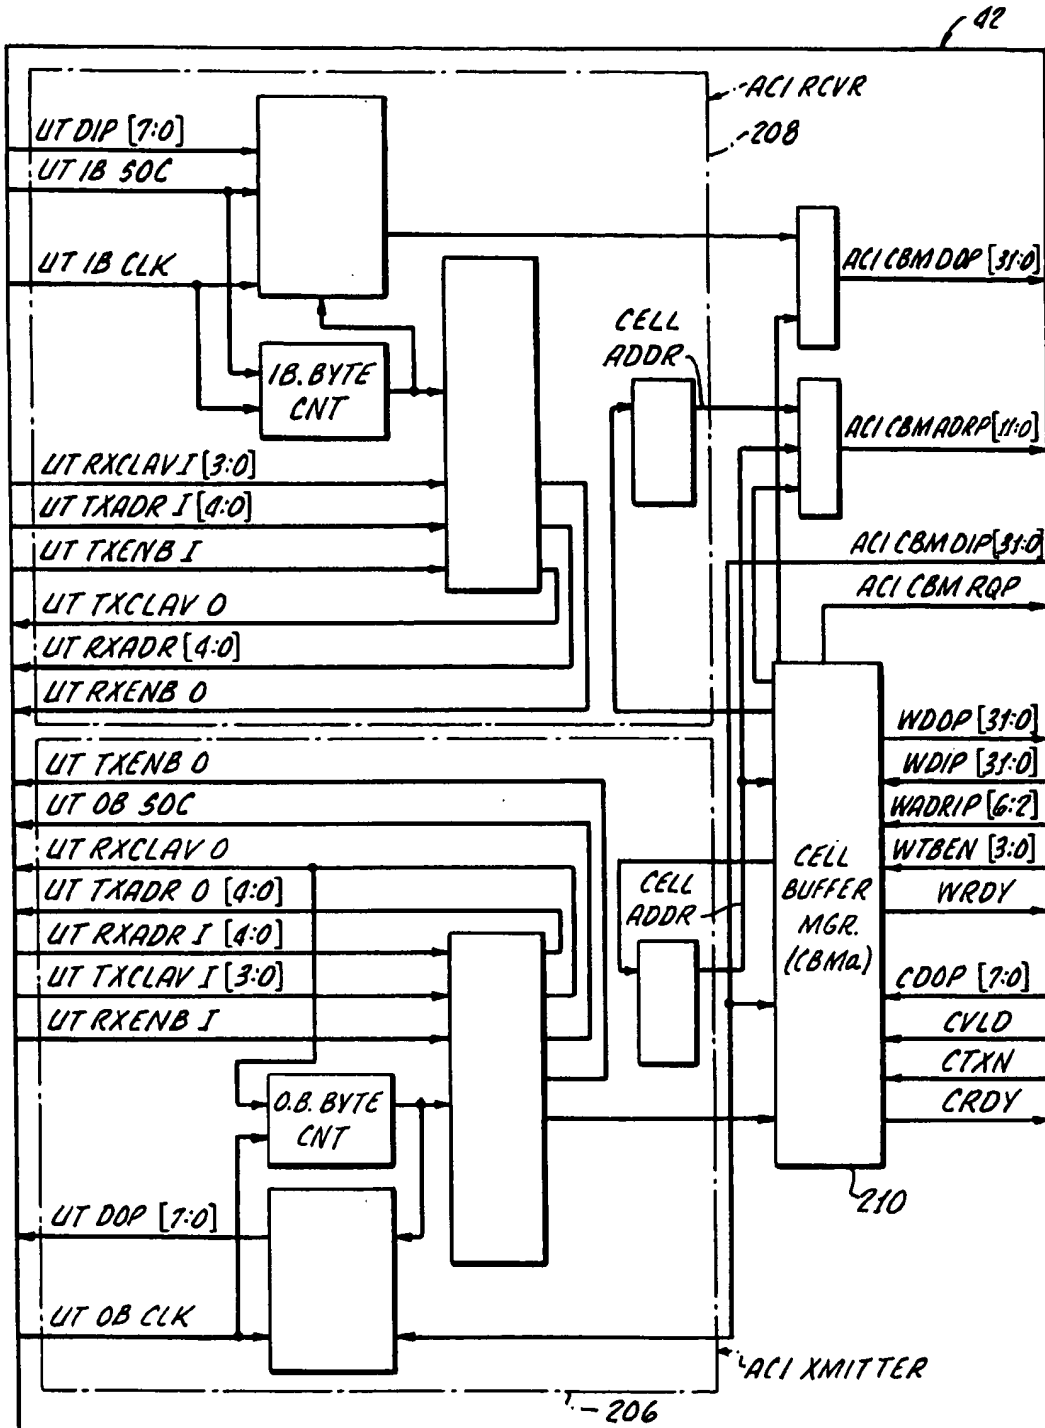 42
ACI RCVR
208
UT DIP [7:0]
UT IB SOC
UT IB CLK
IB. BYTE
CNT
CELL
ADDR
ACI CBM DOP [31:0]
ACI CBMADRP [11:0]
ACI CBM DIP [31:0]
ACI CBM RQP
UT RXCLAV I [3:0]
UT TXADR I [4:0]
UT TXENB I
UT TXCLAV O
UT RXADR [4:0]
UT RXENB O
UT TXENB O
UT OB SOC
UT RXCLAV O
UT TXADR O [4:0]
UT RXADR I [4:0]
UT TXCLAV I [3:0]
UT RXENB I
O.B. BYTE
CNT
UT DOP [7:0]
UT OB CLK
CELL
ADDR
CELL
BUFFER
MGR.
(CBMa)
WDOP [31:0]
WDIP [31:0]
WADRIP [6:2]
WTBEN [3:0]
WRDY
CDOP [7:0]
CVLD
CTXN
CRDY
210
ACI XMITTER
206